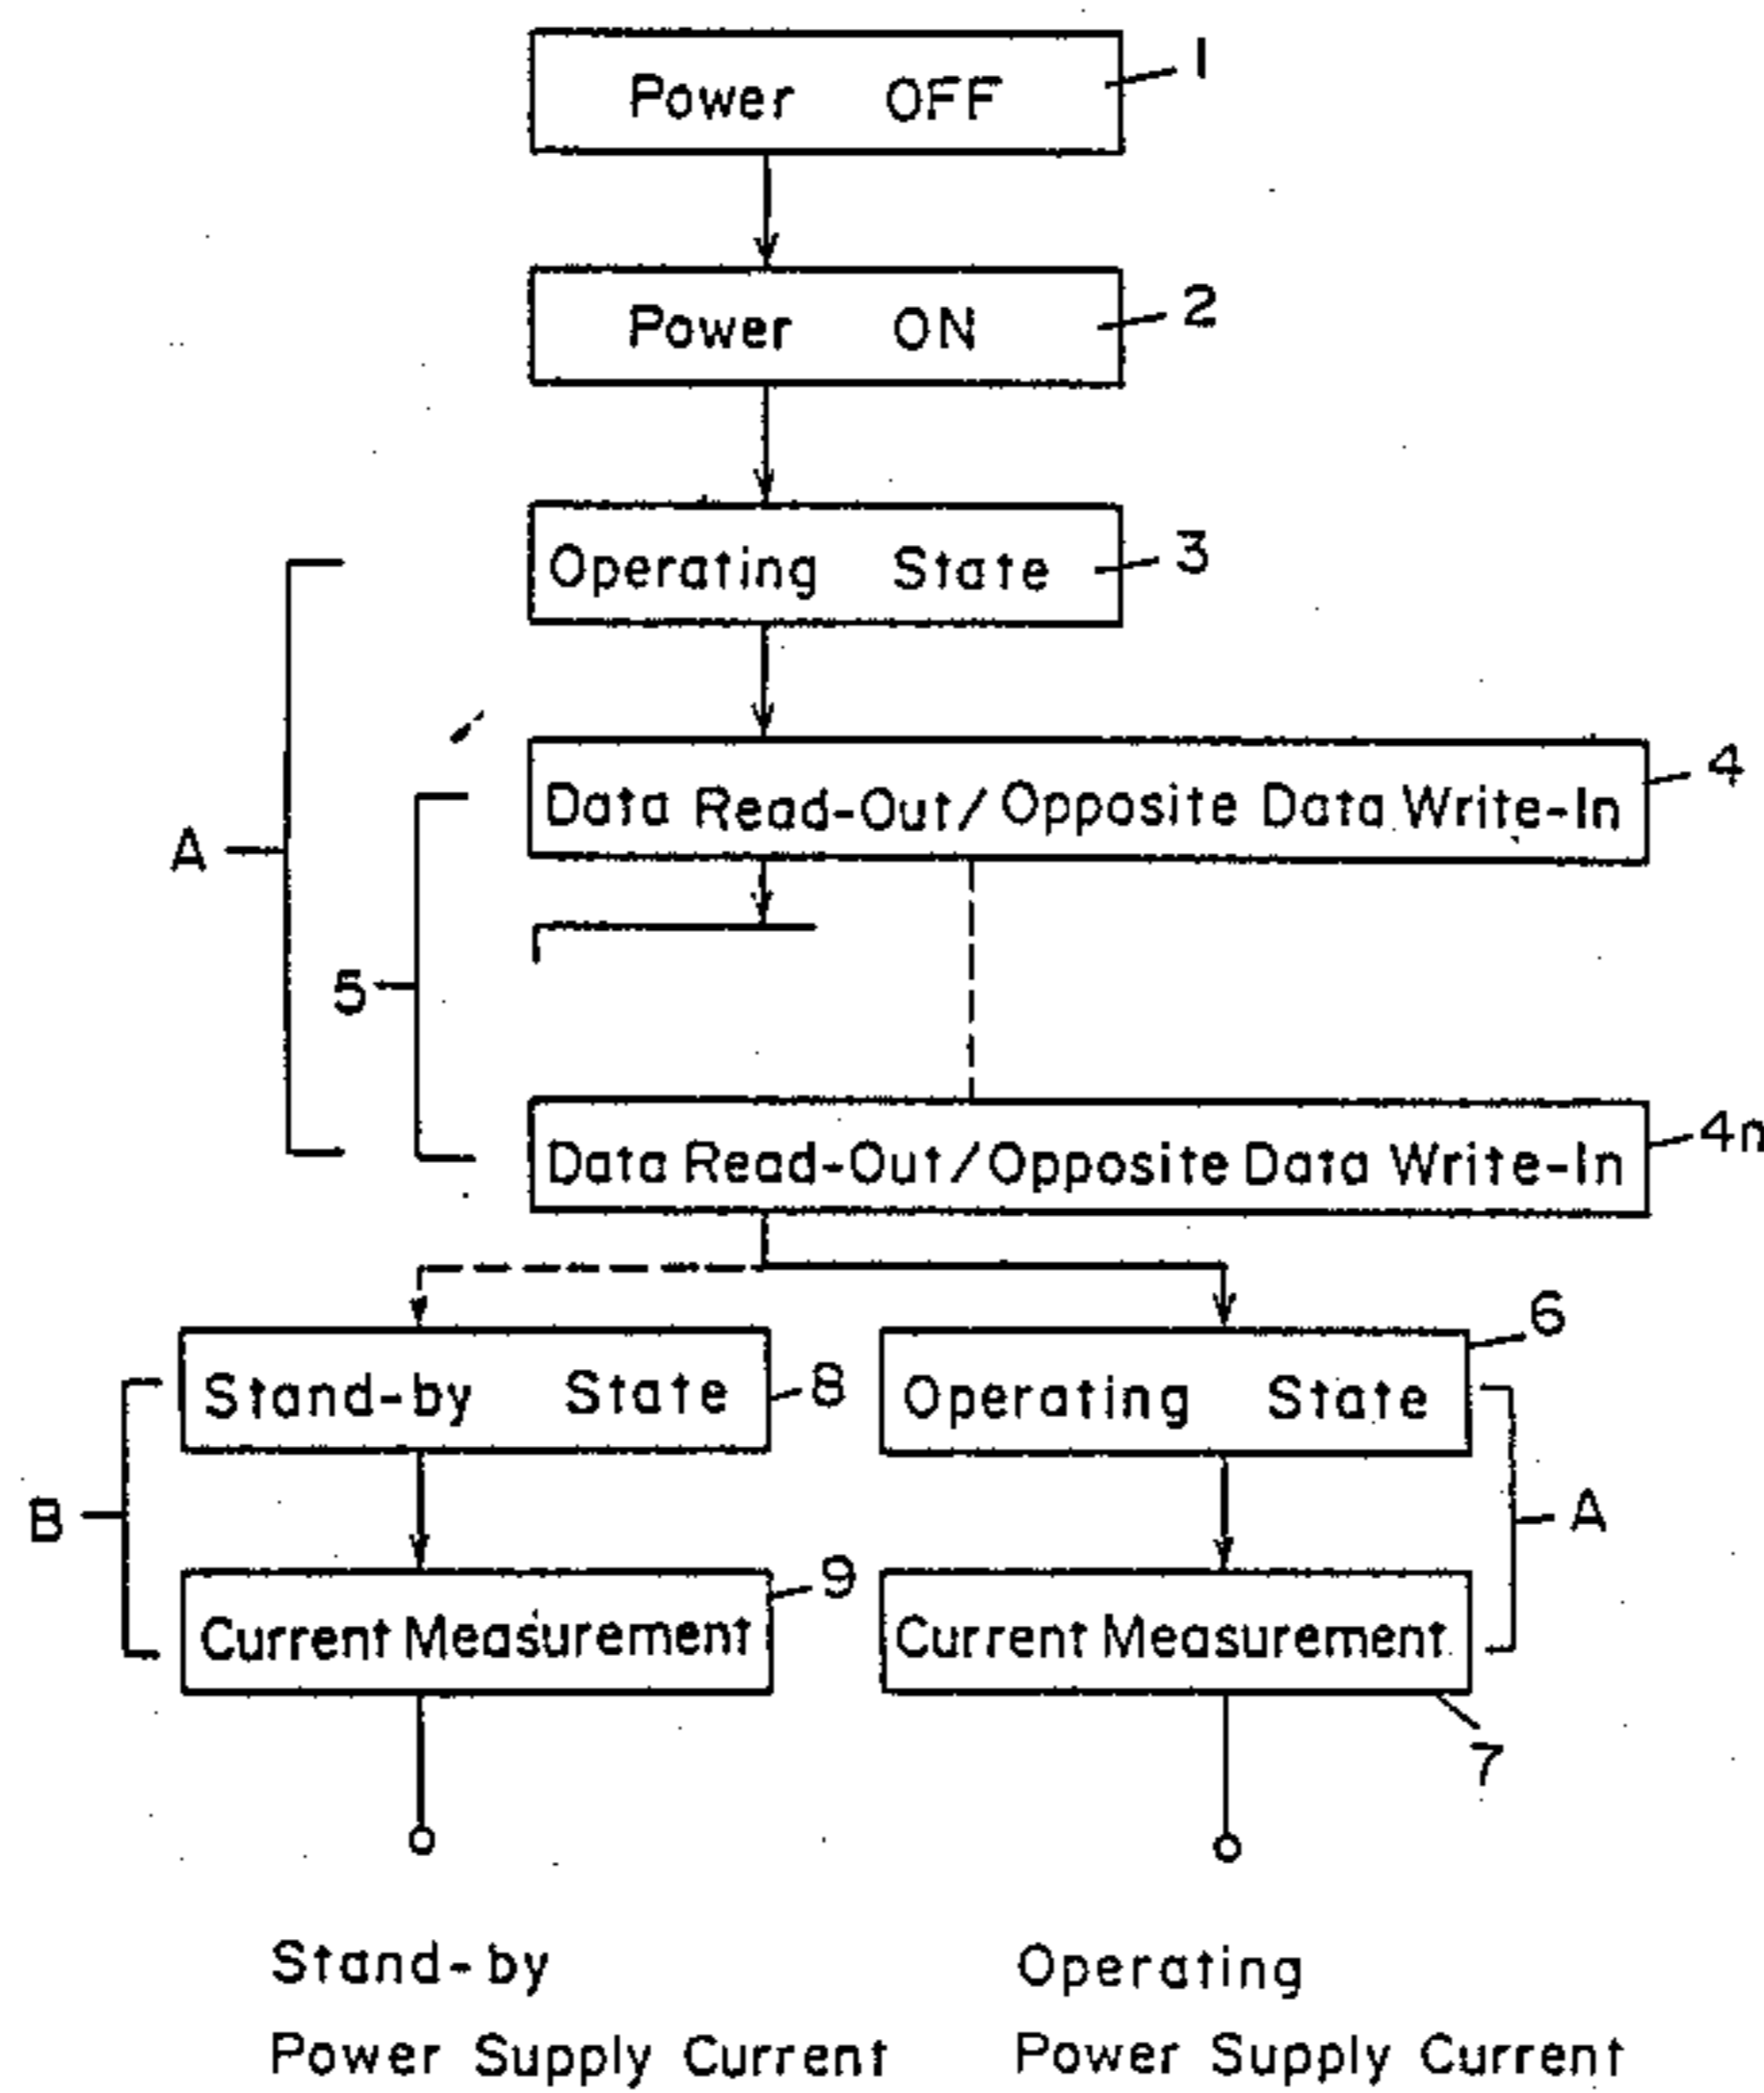 Power OFF
1
Power ON
2
Operating State
3
Data Read-Out/Opposite Data Write-In
4
A
5
Data Read-Out/Opposite Data Write-In
4n
Stand-by State
8
Operating State
6
B
A
Current Measurement
9
Current Measurement
7
Stand-by
Power Supply Current
Operating
Power Supply Current